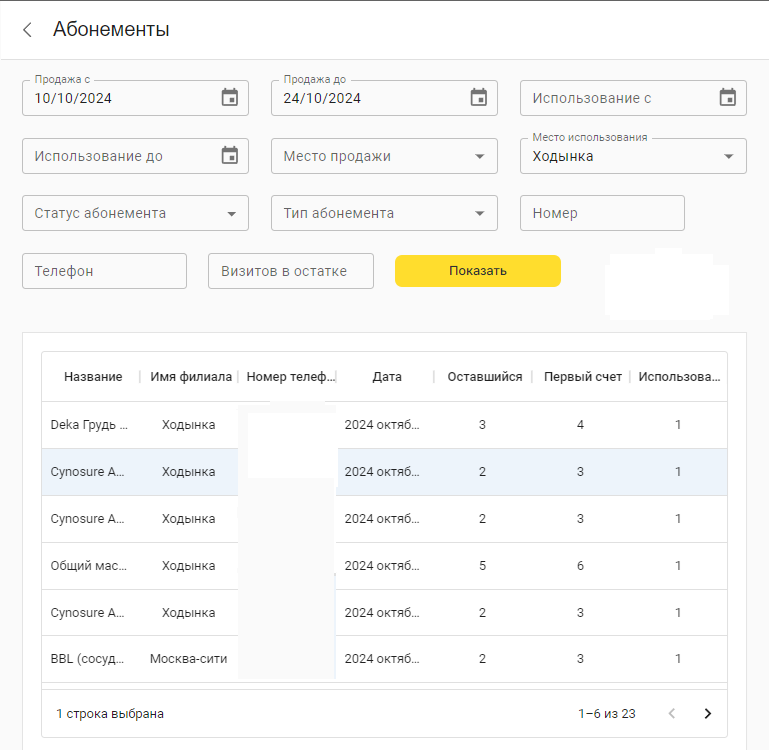 Абонементы
Продажа с
Продажа до
10/10/2024
24/10/2024
Использование с
Место использования
Использование до
Место продажи
Ходынка
Статус абонемента
Тип абонемента
Номер
Телефон
Визитов в остатке
Показать
Название Имя филиала Номер телеф... Дата Оставшийся Первый счет Использова...
Deka Грудь ... Ходынка 2024 октяб... 3 4 1
Cynosure A... Ходынка 2024 октяб... 2 3 1
Cynosure A... Ходынка 2024 октяб... 2 3 1
Общий мас... Ходынка 2024 октяб... 5 6 1
Cynosure A... Ходынка 2024 октяб... 2 3 1
BBL (сосуд... Москва-сити 2024 октяб... 2 3 1
1 строка выбрана
1–6 из 23